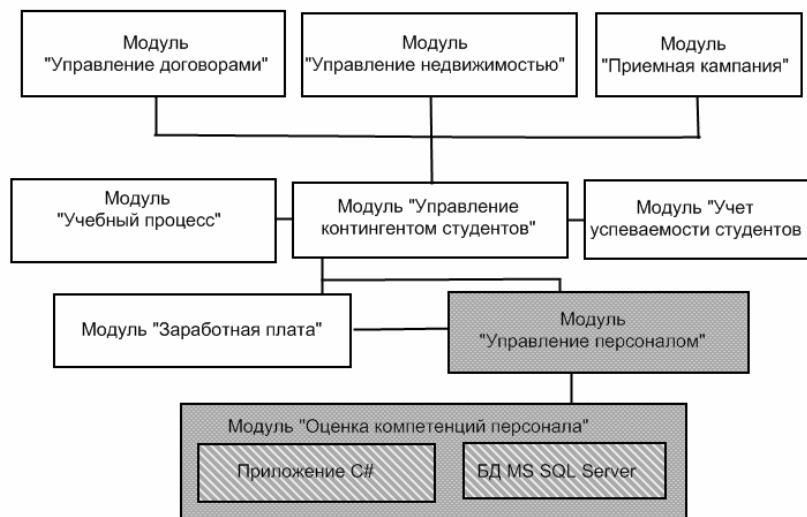 Модуль
"Управление договорами"
Модуль
"Управление недвижимостью"
Модуль
"Приемная кампания"
Модуль
"Учебный процесс"
Модуль "Управление
контингентом студентов"
Модуль "Учет
успеваемости студентов
Модуль "Заработная плата"
Модуль
"Управление персоналом"
Модуль "Оценка компетенций персонала"
Приложение C#
БД MS SQL Server